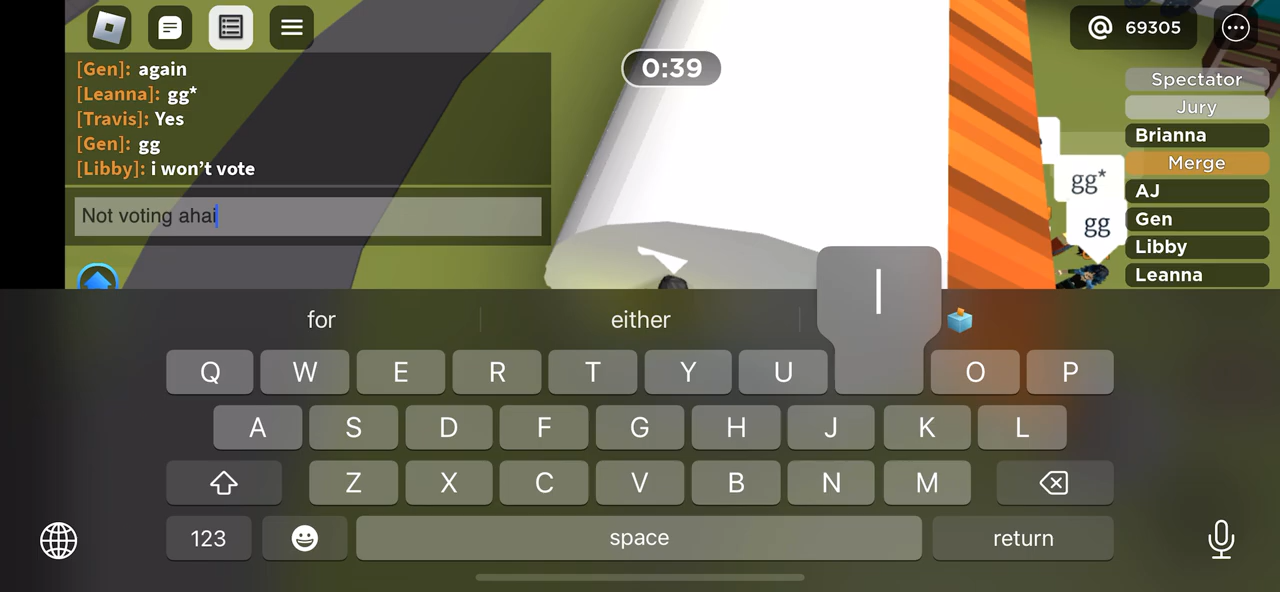 0:39
@ 69305
[Gen]: again
[Leanna]: gg*
[Travis]: Yes
[Gen]: gg
[Libby]: i won’t vote
Not voting ahai
gg*
gg
Spectator
Jury
Brianna
Merge
AJ
Gen
Libby
Leanna
for
either
I
Q W E R T Y U O P
A S D F G H J K L
Z X C V B N M
123
space
return